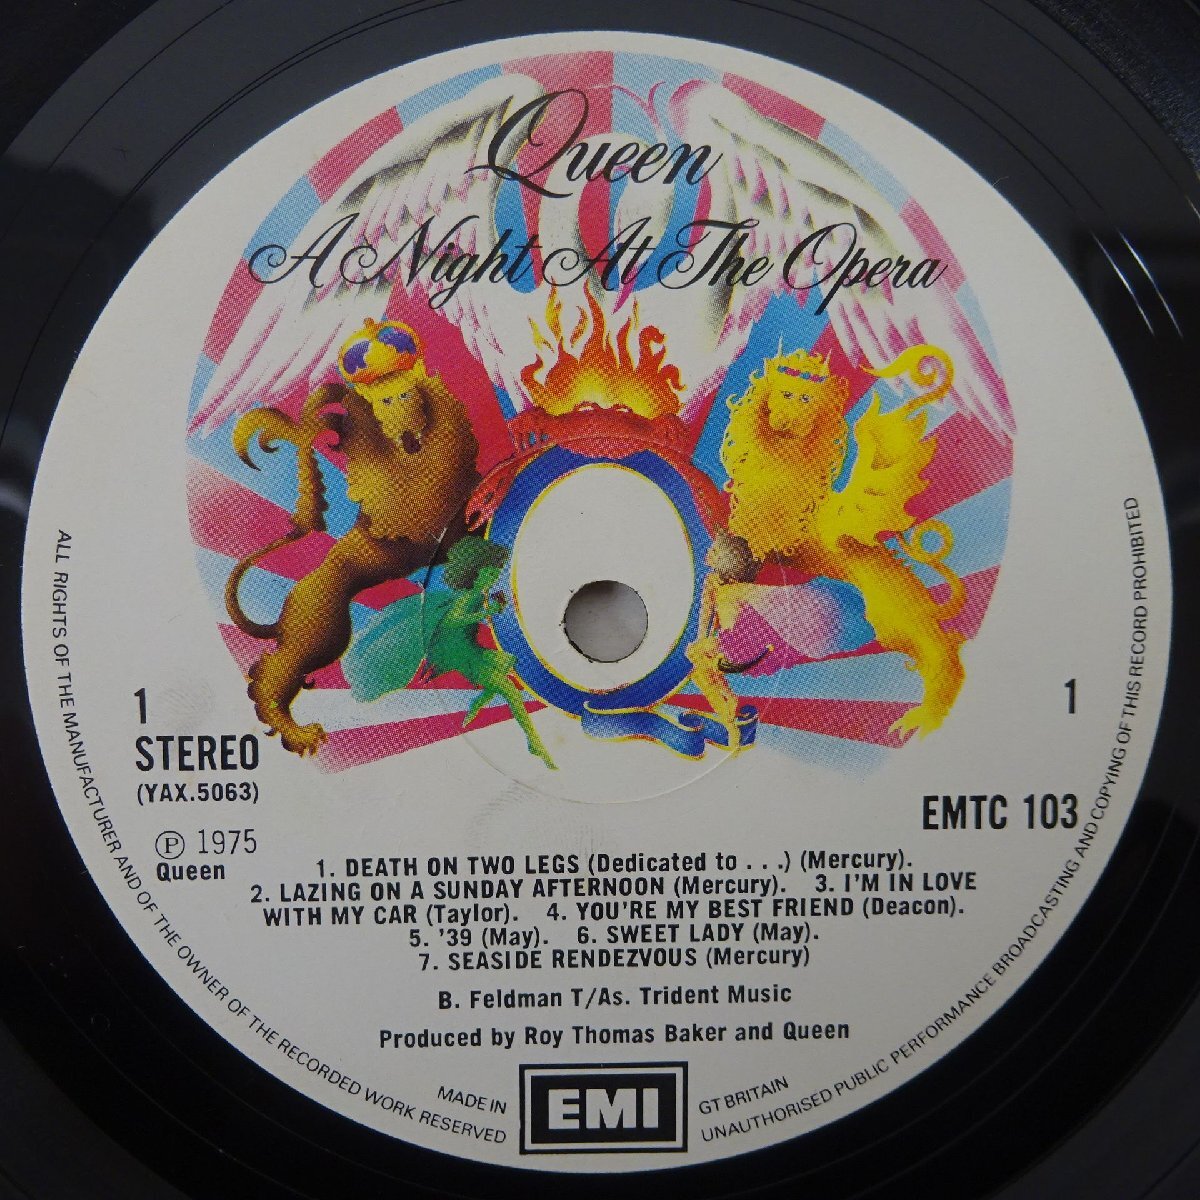 Queen
A Night At The Opera
1
STEREO
(YAX.5063)
℗ 1975
Queen
1
EMTC 103
1. DEATH ON TWO LEGS (Dedicated to . . .) (Mercury).
2. LAZING ON A SUNDAY AFTERNOON (Mercury). 3. I'M IN LOVE
WITH MY CAR (Taylor). 4. YOU'RE MY BEST FRIEND (Deacon).
5. '39 (May). 6. SWEET LADY (May).
7. SEASIDE RENDEZVOUS (Mercury)
B. Feldman T/As. Trident Music
Produced by Roy Thomas Baker and Queen
MADE IN
EMI
GT BRITAIN
ALL RIGHTS OF THE MANUFACTURER AND OF THE OWNER OF THE RECORDED WORK RESERVED
UNAUTHORISED PUBLIC PERFORMANCE BROADCASTING AND COPYING OF THIS RECORD PROHIBITED